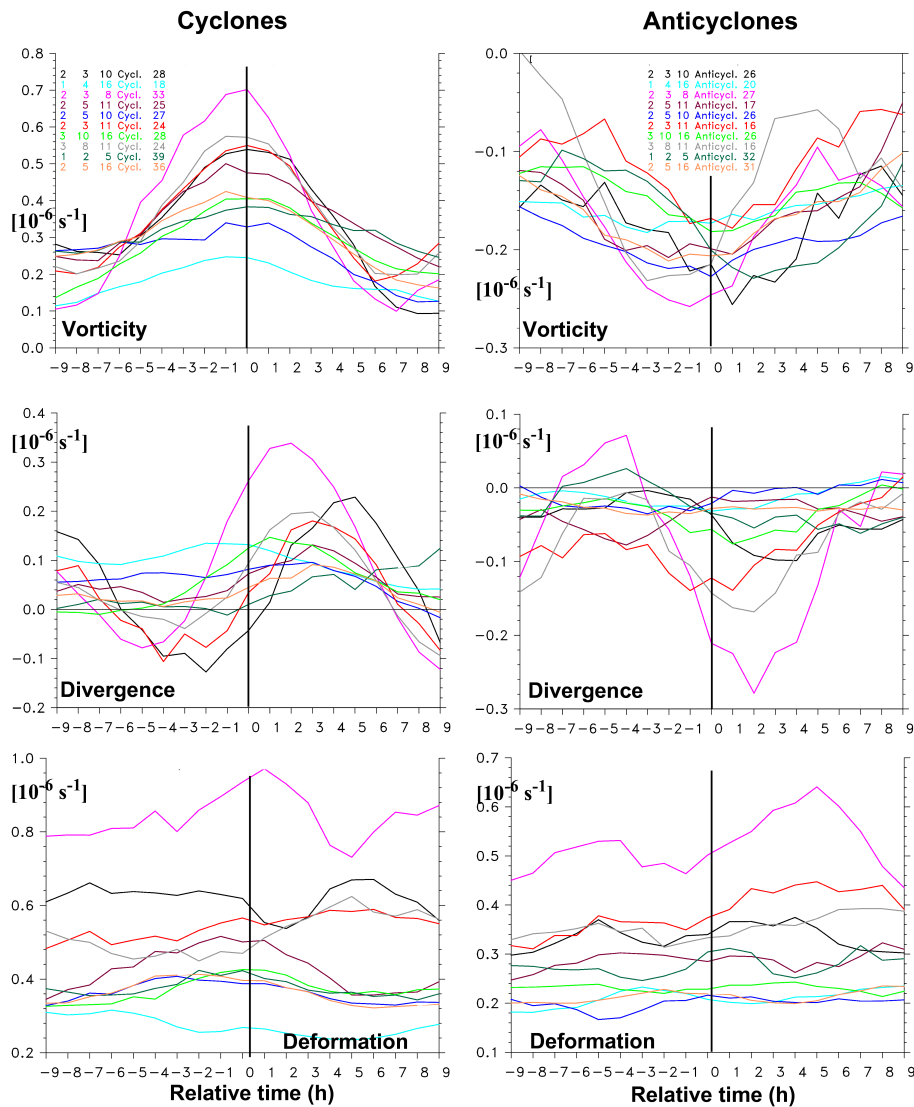 Cyclones Anticyclones
0.8
0.7
0.6
0.5
0.4
0.3
0.2
0.1
0.0
[10-6 s-1]
2 3 10 Cycl. 28
1 4 16 Cycl. 18
2 3 8 Cycl. 33
2 5 11 Cycl. 25
2 5 10 Cycl. 27
2 3 11 Cycl. 24
3 10 16 Cycl. 28
3 8 11 Cycl. 24
1 2 5 Cycl. 39
2 5 16 Cycl. 36
Vorticity
-9 -8 -7 -6 -5 -4 -3 -2 -1 0 1 2 3 4 5 6 7 8 9
0.0
-0.1
-0.2
-0.3
[10-6 s-1]
2 3 10 Anticycl. 26
1 4 16 Anticycl. 20
2 3 8 Anticycl. 27
2 5 11 Anticycl. 17
2 5 10 Anticycl. 26
2 3 11 Anticycl. 16
3 10 16 Anticycl. 26
3 8 11 Anticycl. 16
1 2 5 Anticycl. 32
2 5 16 Anticycl. 31
Vorticity
-9 -8 -7 -6 -5 -4 -3 -2 -1 0 1 2 3 4 5 6 7 8 9
0.4
[10-6 s-1]
0.3
0.2
0.1
0.0
-0.1
-0.2
Divergence
-9 -8 -7 -6 -5 -4 -3 -2 -1 0 1 2 3 4 5 6 7 8 9
0.1
[10-6 s-1]
0.0
-0.1
-0.2
-0.3
Divergence
-9 -8 -7 -6 -5 -4 -3 -2 -1 0 1 2 3 4 5 6 7 8 9
1.0
[10-6 s-1]
0.8
0.6
0.4
0.2
Deformation
-9 -8 -7 -6 -5 -4 -3 -2 -1 0 1 2 3 4 5 6 7 8 9
Relative time (h)
0.7
[10-6 s-1]
0.6
0.5
0.4
0.3
0.2
0.1
Deformation
-9 -8 -7 -6 -5 -4 -3 -2 -1 0 1 2 3 4 5 6 7 8 9
Relative time (h)